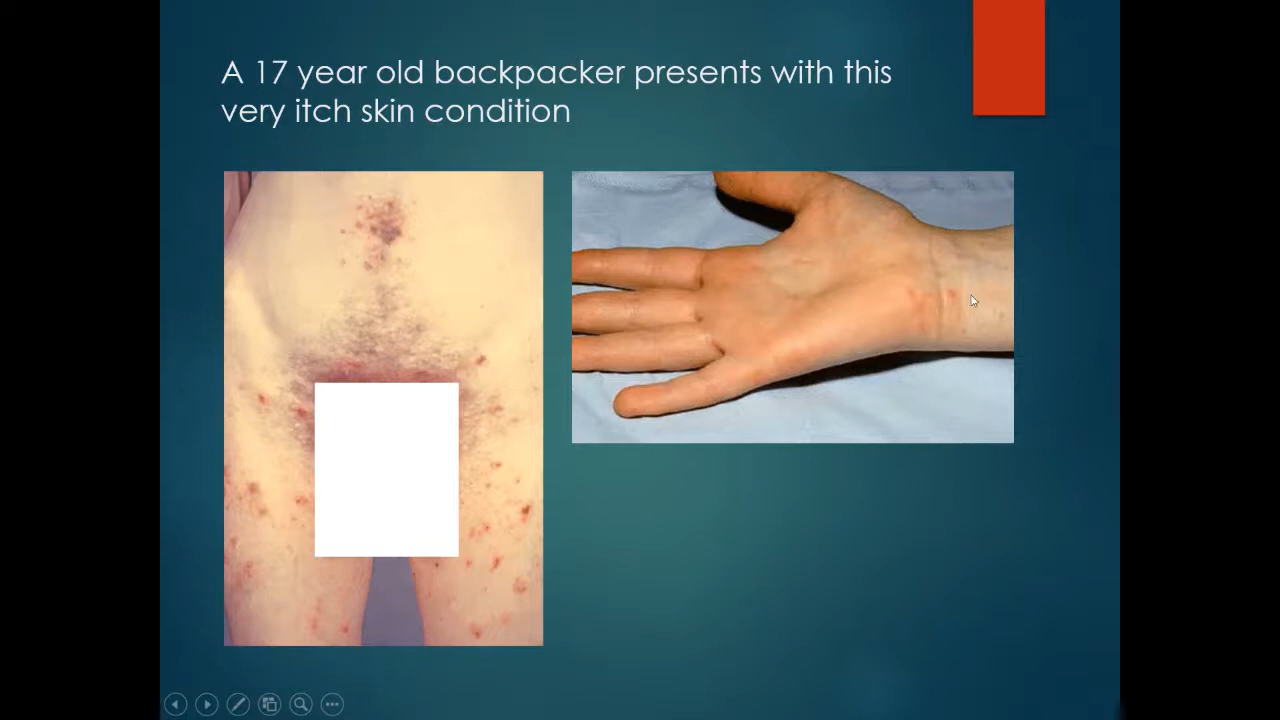 A 17 year old backpacker presents with this
very itch skin condition